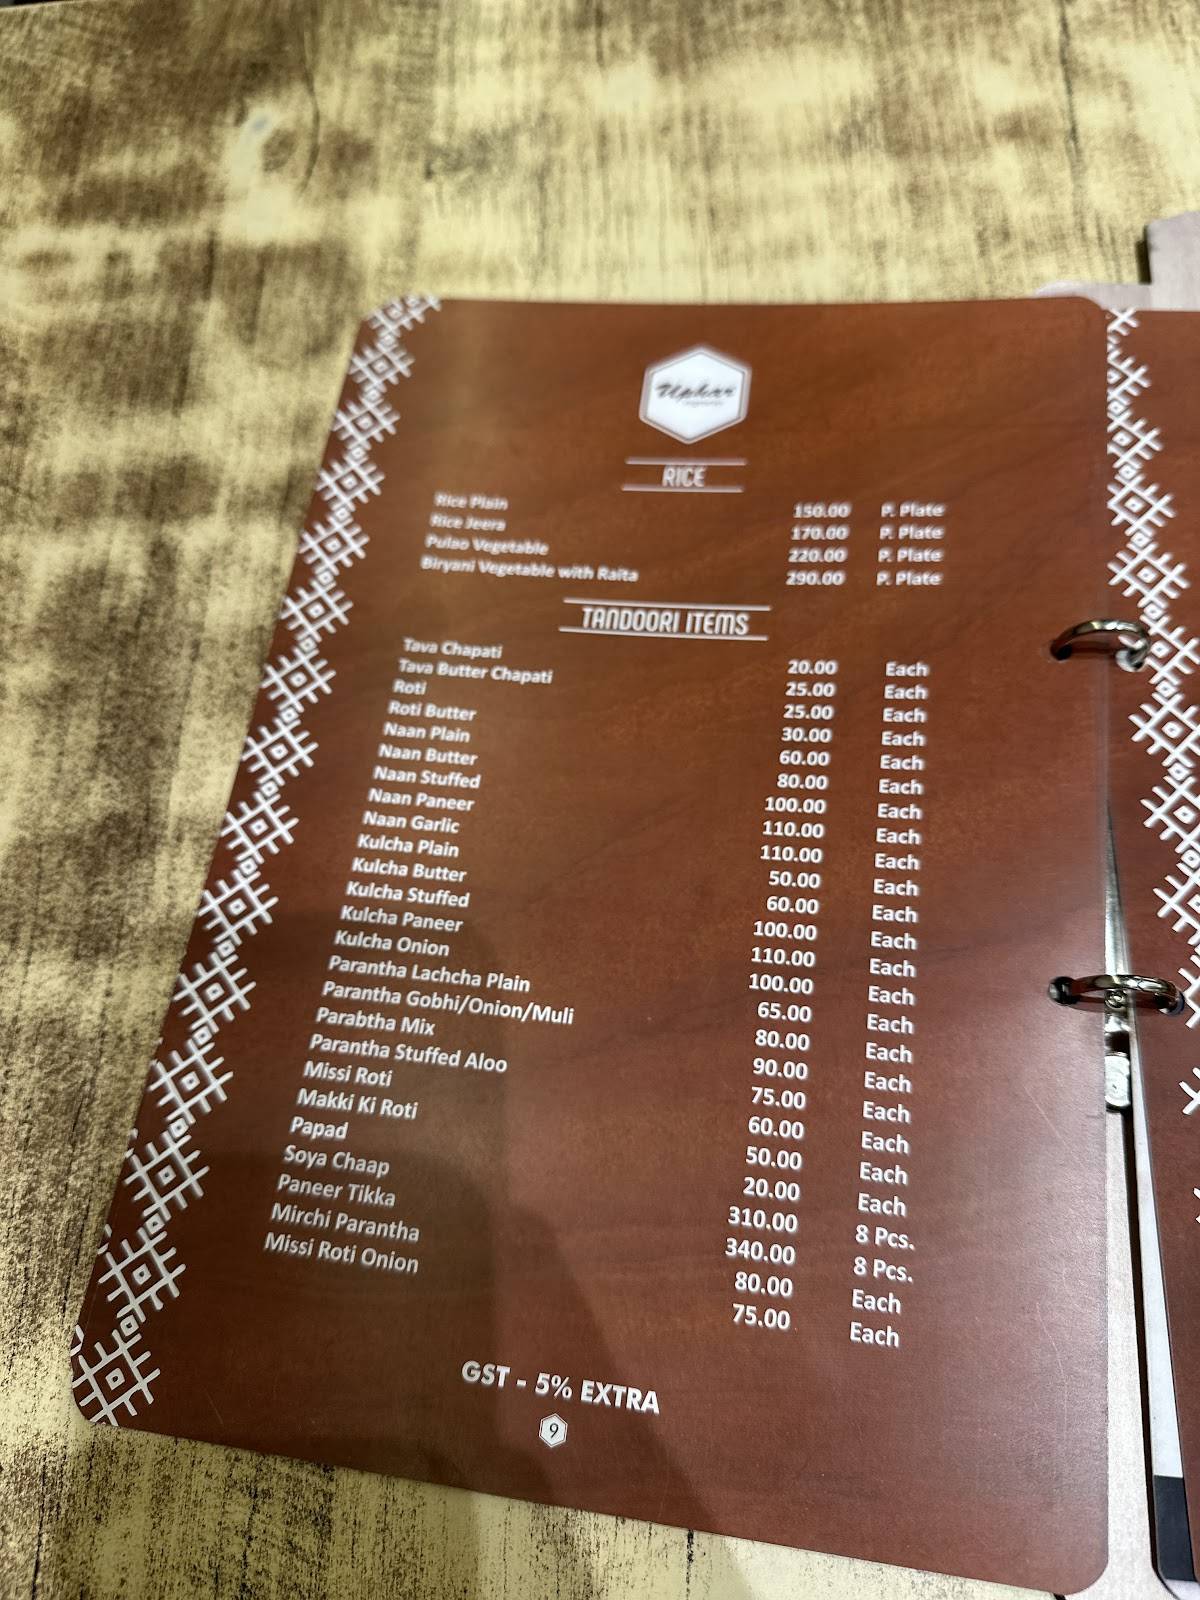 Uphar
RICE
Rice Plain 150.00 P. Plate
Rice Jeera 170.00 P. Plate
Pulao Vegetable 220.00 P. Plate
Biryani Vegetable with Raita 290.00 P. Plate
TANDOORI ITEMS
Tava Chapati 20.00 Each
Tava Butter Chapati 25.00 Each
Roti 25.00 Each
Roti Butter 30.00 Each
Naan Plain 60.00 Each
Naan Butter 80.00 Each
Naan Stuffed 100.00 Each
Naan Paneer 110.00 Each
Naan Garlic 110.00 Each
Kulcha Plain 50.00 Each
Kulcha Butter 60.00 Each
Kulcha Stuffed 100.00 Each
Kulcha Paneer 110.00 Each
Kulcha Onion 100.00 Each
Parantha Lachcha Plain 65.00 Each
Parantha Gobhi/Onion/Muli 80.00 Each
Parabtha Mix 90.00 Each
Parantha Stuffed Aloo 75.00 Each
Missi Roti 60.00 Each
Makki Ki Roti 50.00 Each
Papad 20.00 Each
Soya Chaap 310.00 8 Pcs.
Paneer Tikka 340.00 8 Pcs.
Mirchi Parantha 80.00 Each
Missi Roti Onion 75.00 Each
GST - 5% EXTRA
9